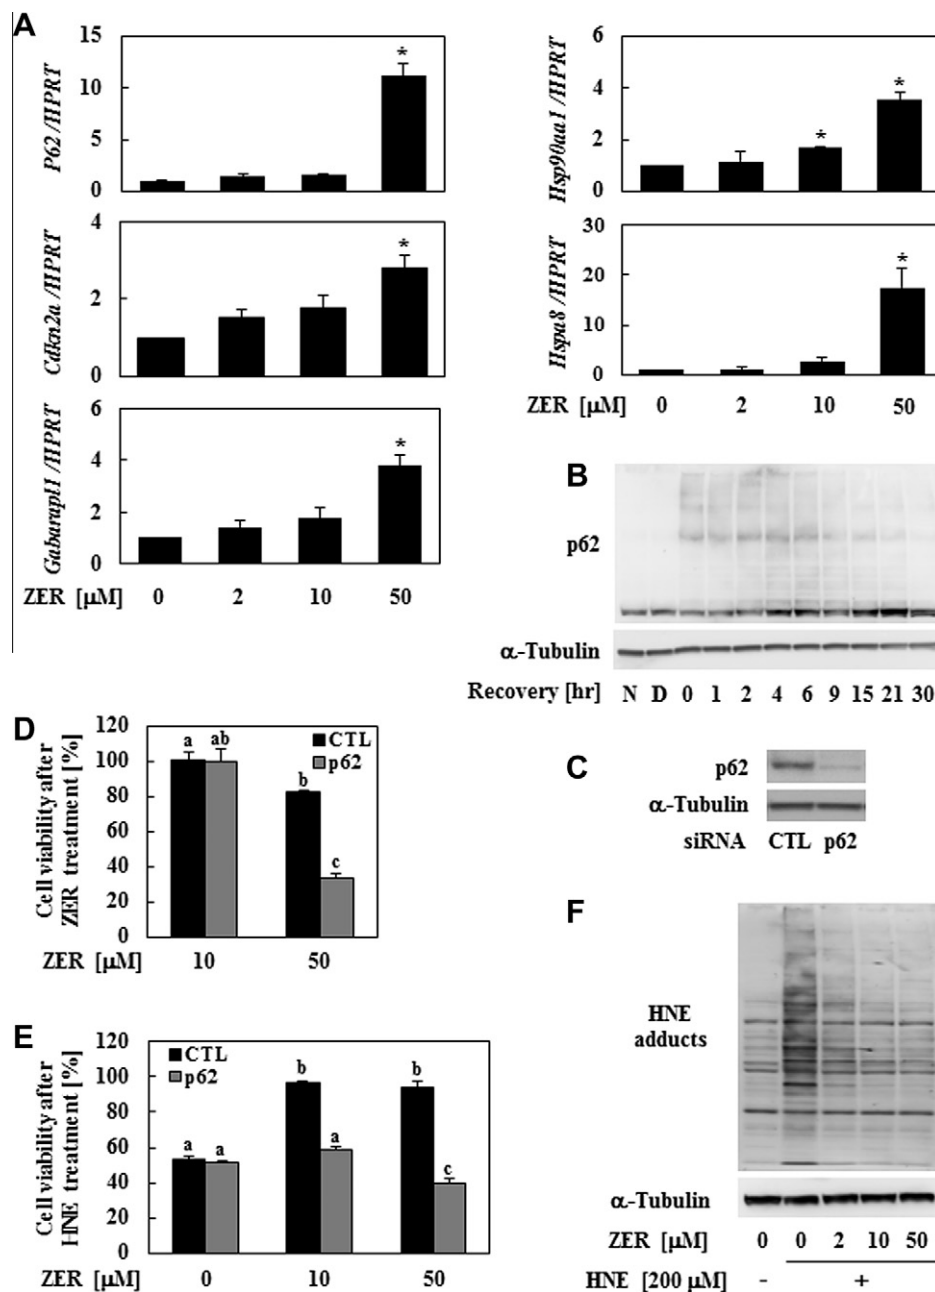 A
P62/HPRT
15
10
5
0
*
Cdkn2a/HPRT
4
2
0
*
Gabarapl1/HPRT
6
4
2
0
*
ZER [μM] 0 2 10 50
Hsp90aa1/HPRT
6
4
2
0
* *
Hspa8/HPRT
30
20
10
0
*
ZER [μM] 0 2 10 50
B
p62
α-Tubulin
Recovery [hr] N D 0 1 2 4 6 9 15 21 30
C
p62
α-Tubulin
siRNA CTL p62
D
Cell viability after
ZER treatment [%]
120
100
80
60
40
20
0
CTL
p62
a ab b c
ZER [μM] 10 50
E
Cell viability after
HNE treatment [%]
120
100
80
60
40
20
0
CTL
p62
a a b a b c
ZER [μM] 0 10 50
F
HNE
adducts
α-Tubulin
ZER [μM] 0 0 2 10 50
HNE [200 μM] - +